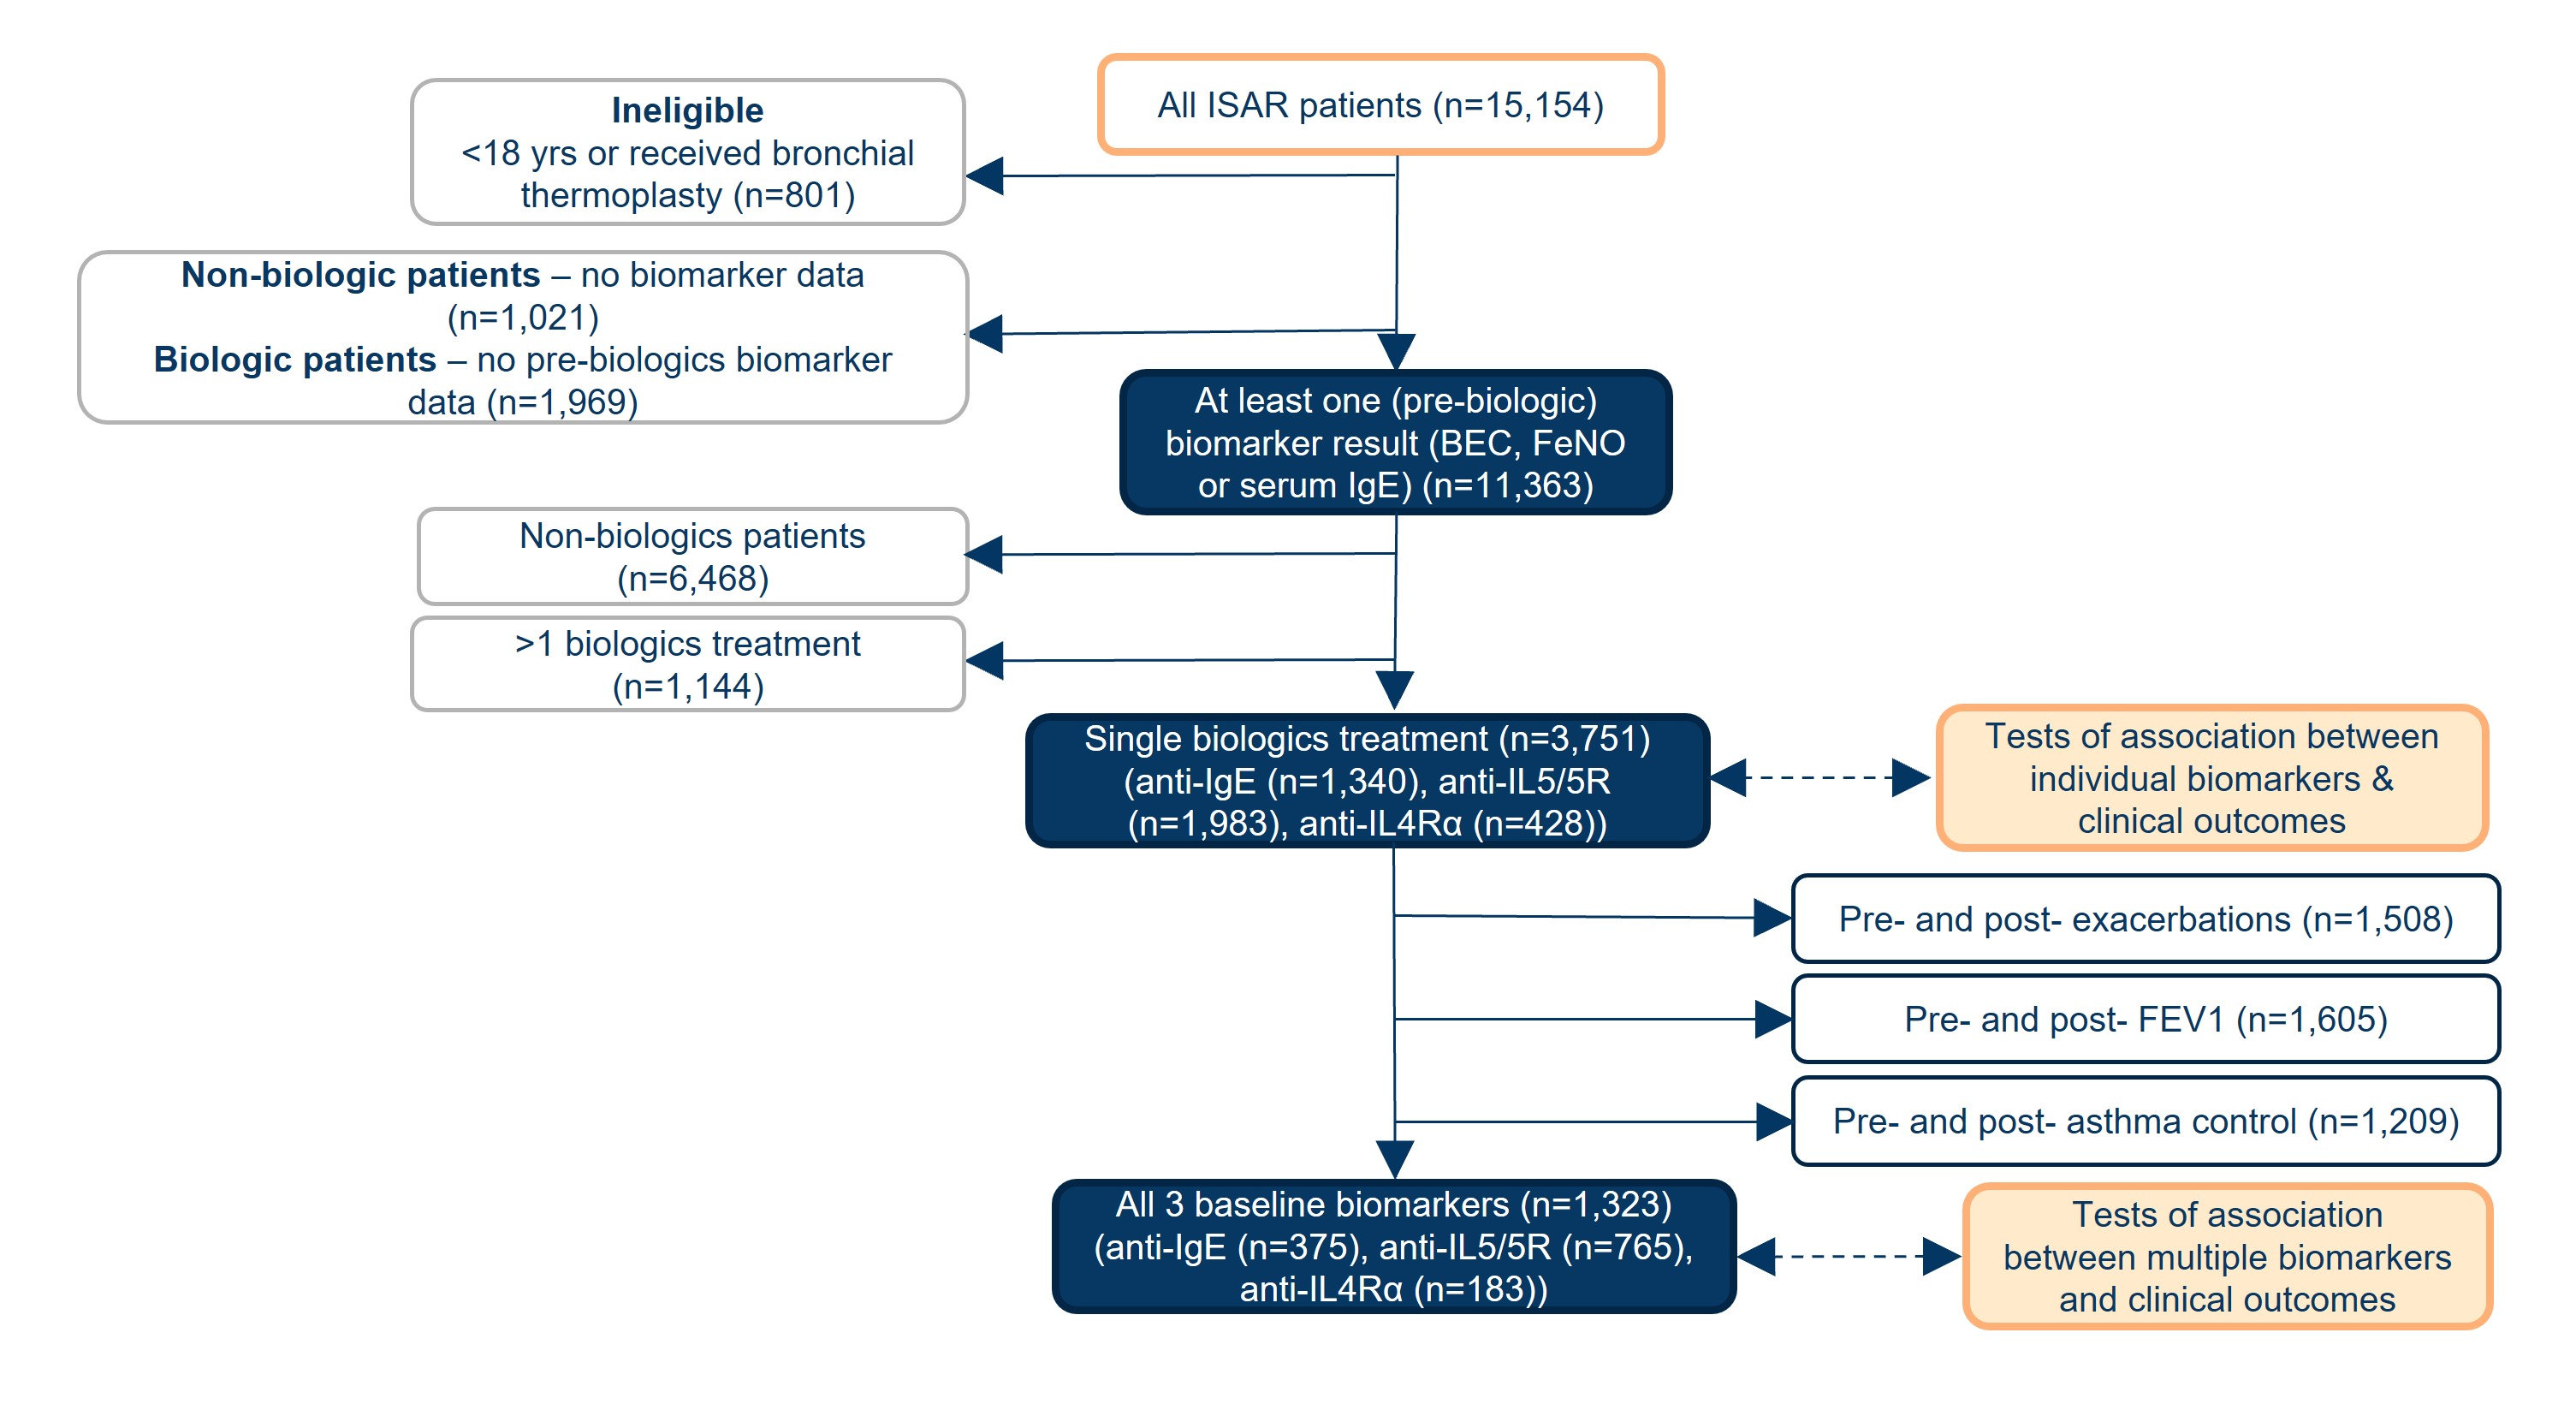 All ISAR patients (n=15,154)
Ineligible
<18 yrs or received bronchial
thermoplasty (n=801)
Non-biologic patients – no biomarker data
(n=1,021)
Biologic patients – no pre-biologics biomarker
data (n=1,969)
At least one (pre-biologic)
biomarker result (BEC, FeNO
or serum IgE) (n=11,363)
Non-biologics patients
(n=6,468)
>1 biologics treatment
(n=1,144)
Single biologics treatment (n=3,751)
(anti-IgE (n=1,340), anti-IL5/5R
(n=1,983), anti-IL4Rα (n=428))
Tests of association between
individual biomarkers &
clinical outcomes
Pre- and post- exacerbations (n=1,508)
Pre- and post- FEV1 (n=1,605)
Pre- and post- asthma control (n=1,209)
All 3 baseline biomarkers (n=1,323)
(anti-IgE (n=375), anti-IL5/5R (n=765),
anti-IL4Rα (n=183))
Tests of association
between multiple biomarkers
and clinical outcomes